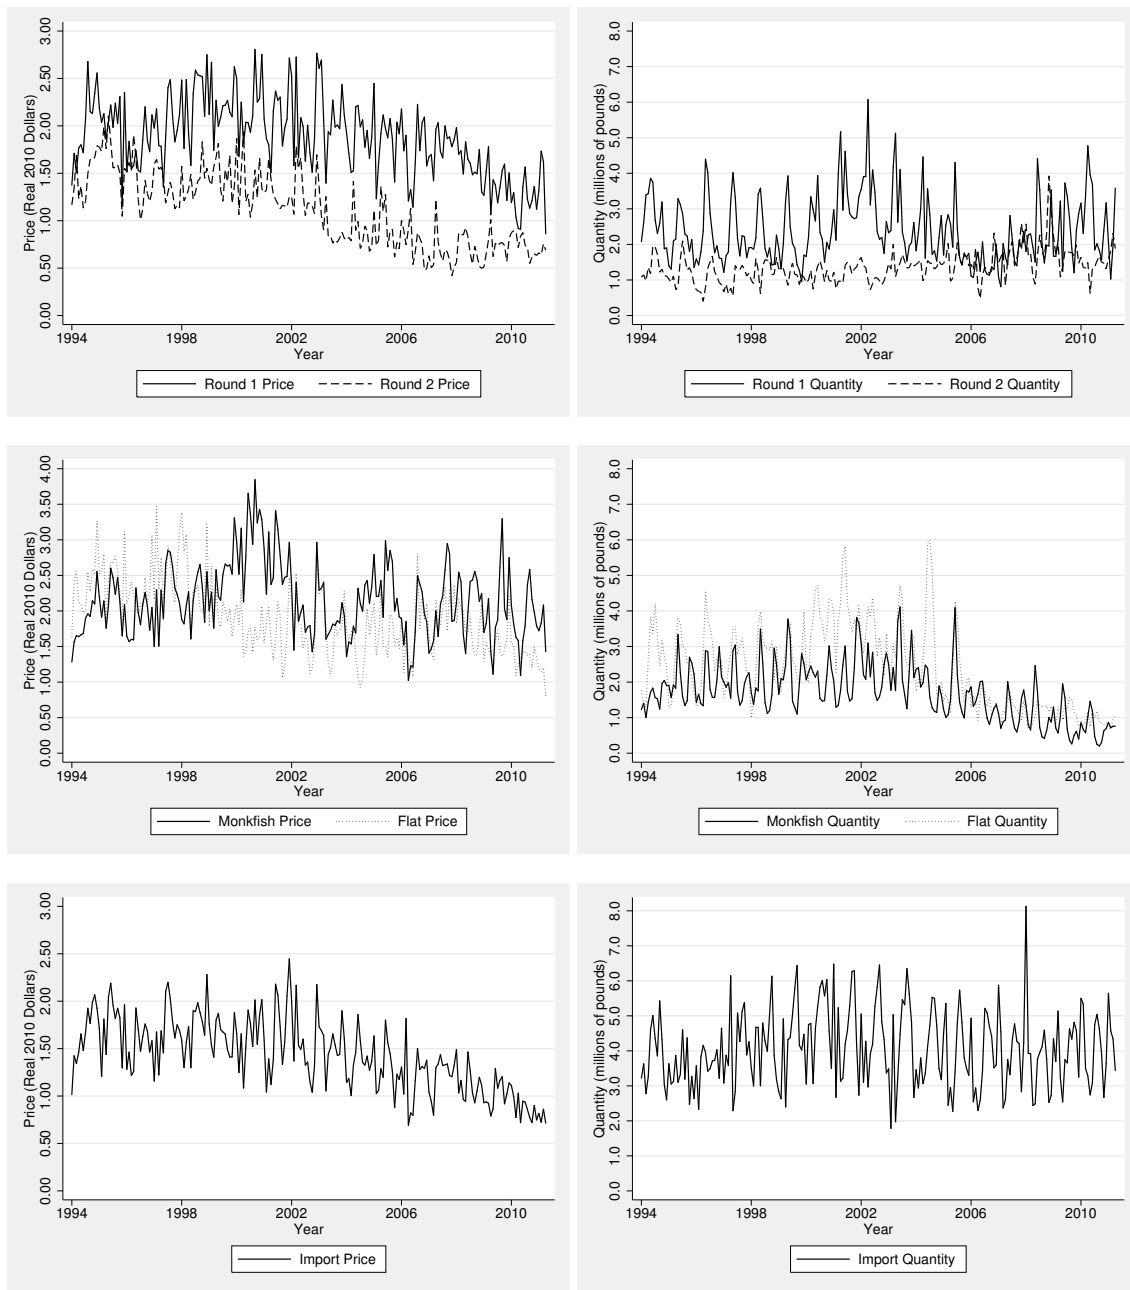 Price (Real 2010 Dollars)
0.00 0.50 1.00 1.50 2.00 2.50 3.00
1994 1998 2002 2006 2010
Year
Round 1 Price Round 2 Price
Quantity (millions of pounds)
0.0 1.0 2.0 3.0 4.0 5.0 6.0 7.0 8.0
1994 1998 2002 2006 2010
Year
Round 1 Quantity Round 2 Quantity
Price (Real 2010 Dollars)
0.00 0.50 1.00 1.50 2.00 2.50 3.00 3.50 4.00
1994 1998 2002 2006 2010
Year
Monkfish Price Flat Price
Quantity (millions of pounds)
0.0 1.0 2.0 3.0 4.0 5.0 6.0 7.0 8.0
1994 1998 2002 2006 2010
Year
Monkfish Quantity Flat Quantity
Price (Real 2010 Dollars)
0.00 0.50 1.00 1.50 2.00 2.50 3.00
1994 1998 2002 2006 2010
Year
Import Price
Quantity (millions of pounds)
0.0 1.0 2.0 3.0 4.0 5.0 6.0 7.0 8.0
1994 1998 2002 2006 2010
Year
Import Quantity